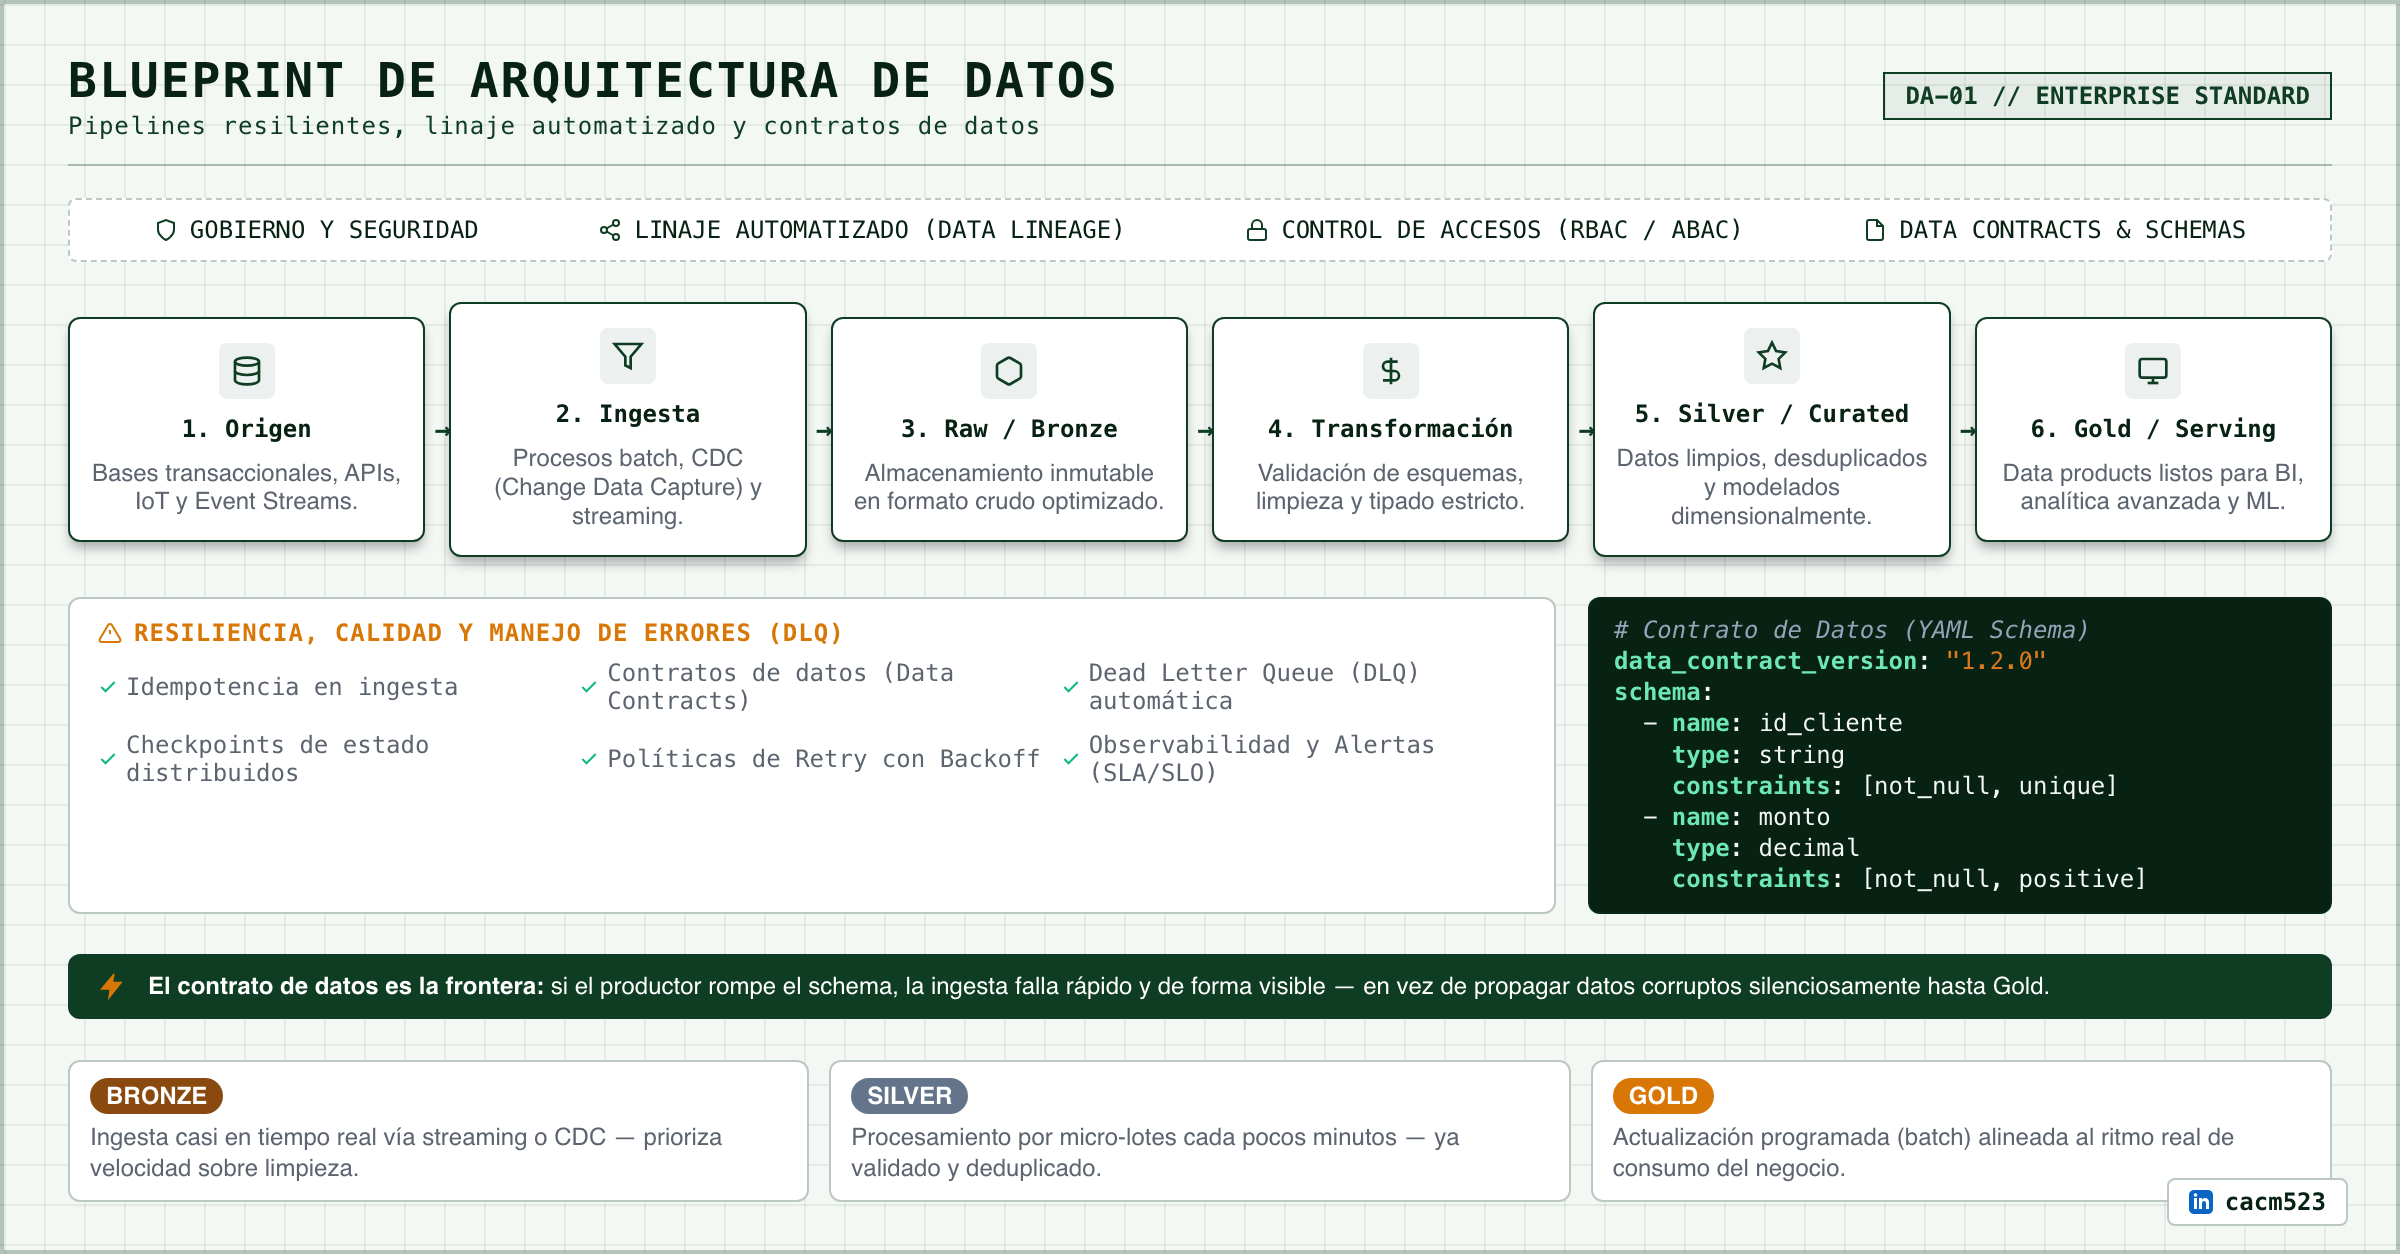 BLUEPRINT DE ARQUITECTURA DE DATOS
Pipelines resilientes, linaje automatizado y contratos de datos
DA–01 // ENTERPRISE STANDARD
GOBIERNO Y SEGURIDAD
LINAJE AUTOMATIZADO (DATA LINEAGE)
CONTROL DE ACCESOS (RBAC / ABAC)
DATA CONTRACTS & SCHEMAS
1. Origen
Bases transaccionales, APIs,
IoT y Event Streams.
→
2. Ingesta
Procesos batch, CDC
(Change Data Capture) y
streaming.
→
3. Raw / Bronze
Almacenamiento inmutable
en formato crudo optimizado.
→
4. Transformación
Validación de esquemas,
limpieza y tipado estricto.
→
5. Silver / Curated
Datos limpios, desduplicados
y modelados
dimensionalmente.
→
6. Gold / Serving
Data products listos para BI,
analítica avanzada y ML.
RESILIENCIA, CALIDAD Y MANEJO DE ERRORES (DLQ)
Idempotencia en ingesta
Contratos de datos (Data
Contracts)
Dead Letter Queue (DLQ)
automática
Checkpoints de estado
distribuidos
Políticas de Retry con Backoff
Observabilidad y Alertas
(SLA/SLO)
# Contrato de Datos (YAML Schema)
data_contract_version: "1.2.0"
schema:
– name: id_cliente
type: string
constraints: [not_null, unique]
– name: monto
type: decimal
constraints: [not_null, positive]
El contrato de datos es la frontera: si el productor rompe el schema, la ingesta falla rápido y de forma visible — en vez de propagar datos corruptos silenciosamente hasta Gold.
BRONZE
Ingesta casi en tiempo real vía streaming o CDC — prioriza
velocidad sobre limpieza.
SILVER
Procesamiento por micro-lotes cada pocos minutos — ya
validado y deduplicado.
GOLD
Actualización programada (batch) alineada al ritmo real de
consumo del negocio.
in cacm523